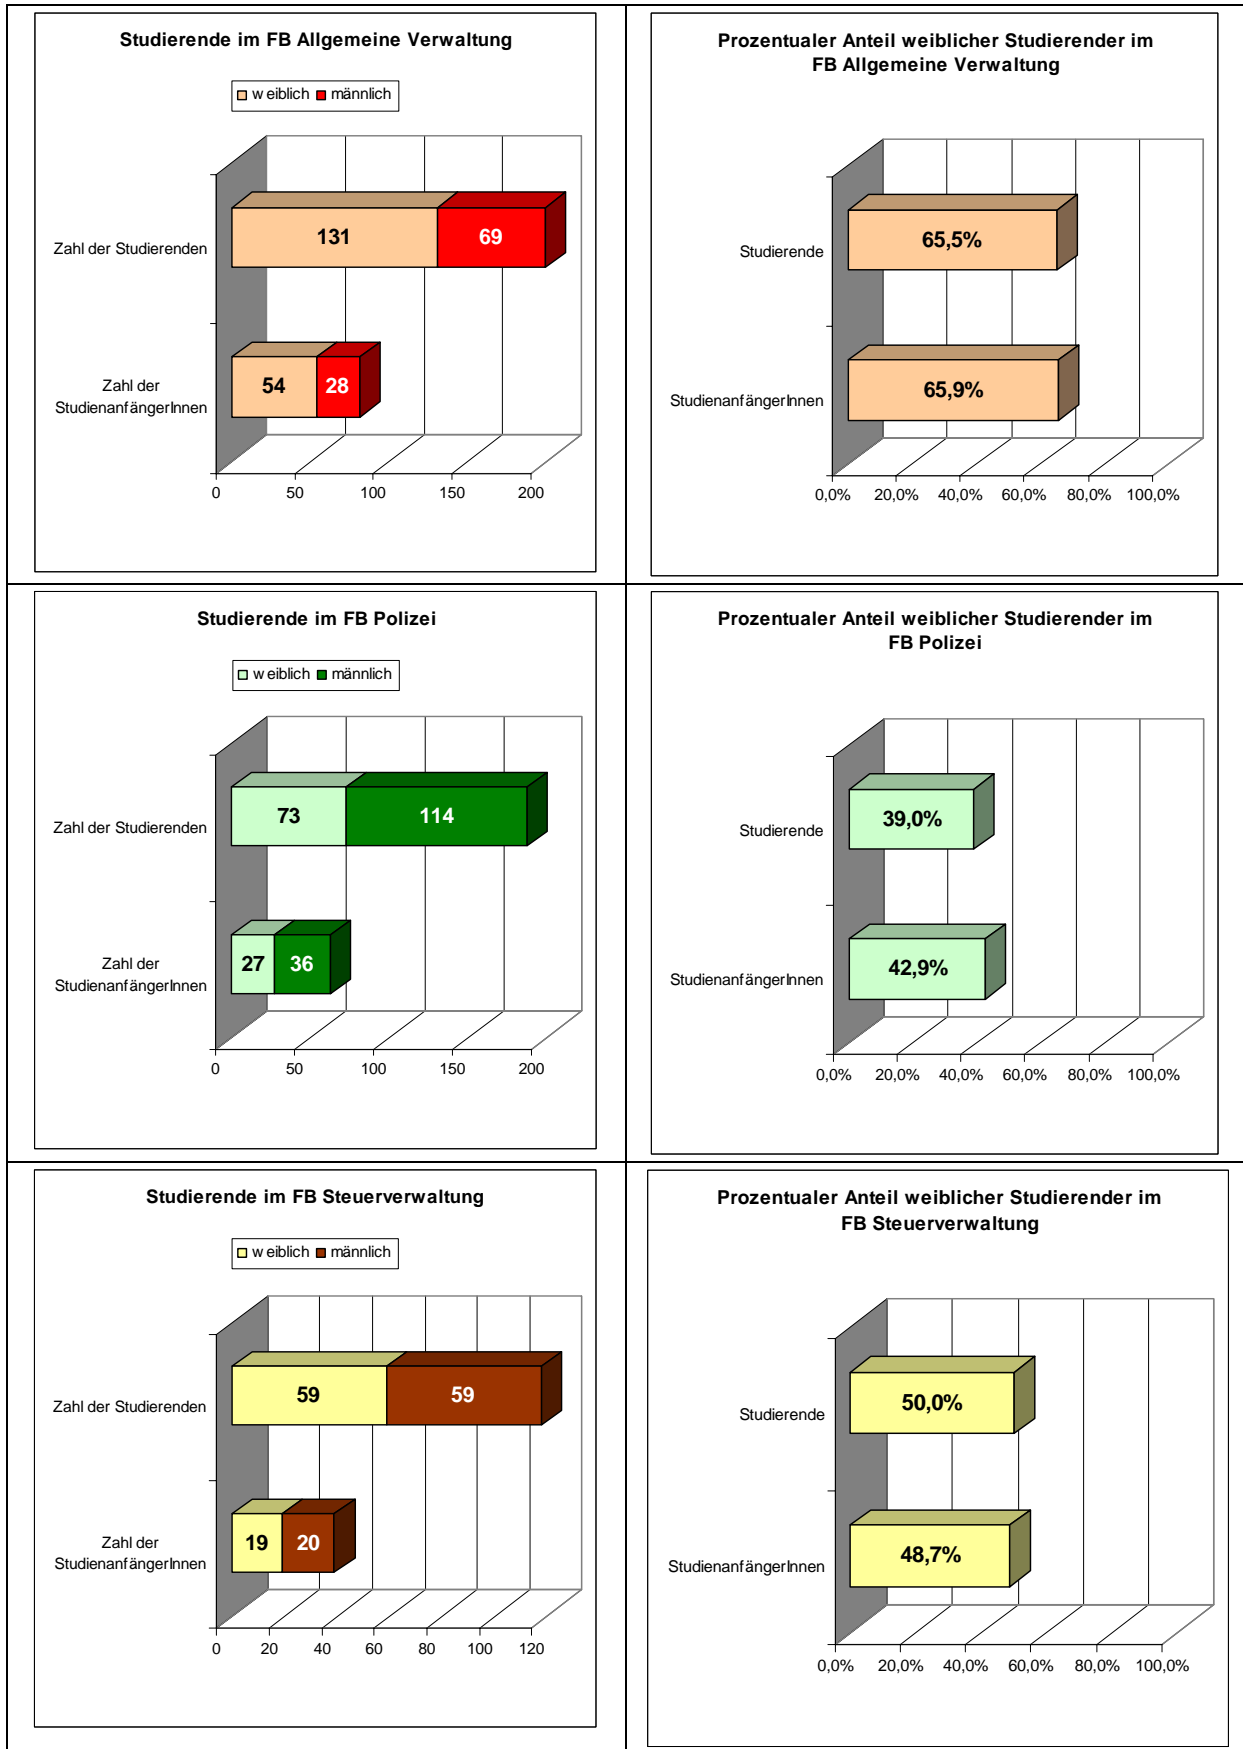 Studierende im FB Allgemeine Verwaltung
weiblich männlich
Zahl der Studierenden
131 69
Zahl der
StudienanfängerInnen
54 28
0 50 100 150 200
Prozentualer Anteil weiblicher Studierender im
FB Allgemeine Verwaltung
Studierende
65,5%
StudienanfängerInnen
65,9%
0,0% 20,0% 40,0% 60,0% 80,0% 100,0%
Studierende im FB Polizei
weiblich männlich
Zahl der Studierenden
73 114
Zahl der
StudienanfängerInnen
27 36
0 50 100 150 200
Prozentualer Anteil weiblicher Studierender im
FB Polizei
Studierende
39,0%
StudienanfängerInnen
42,9%
0,0% 20,0% 40,0% 60,0% 80,0% 100,0%
Studierende im FB Steuerverwaltung
weiblich männlich
Zahl der Studierenden
59 59
Zahl der
StudienanfängerInnen
19 20
0 20 40 60 80 100 120
Prozentualer Anteil weiblicher Studierender im
FB Steuerverwaltung
Studierende
50,0%
StudienanfängerInnen
48,7%
0,0% 20,0% 40,0% 60,0% 80,0% 100,0%